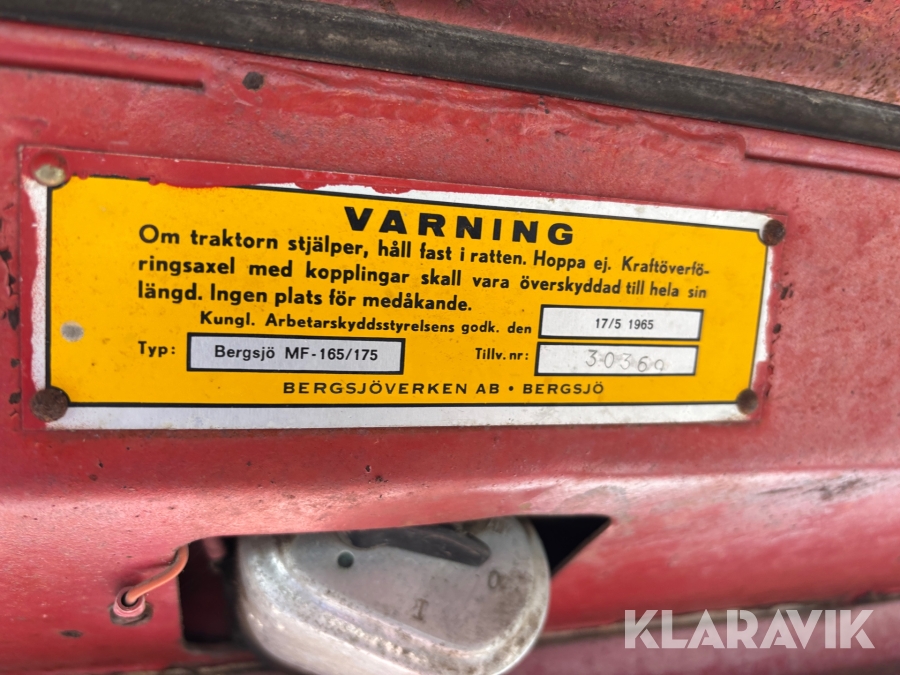 VARNING
Om traktorn stjälper, håll fast i ratten. Hoppa ej. Kraftöverfö-
ringsaxel med kopplingar skall vara överskyddad till hela sin
längd. Ingen plats för medåkande.
Kungl. Arbetarskyddsstyrelsens godk. den 17/5 1965
Typ: Bergsjö MF-165/175 Tillv. nr: 30369
BERGSJÖVERKEN AB • BERGSJÖ
I O
KLARAVIK